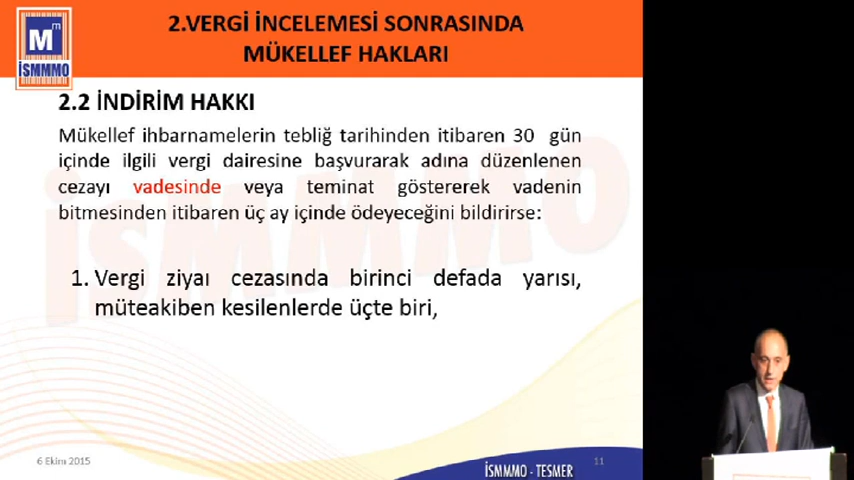 2.VERGİ İNCELEMESİ SONRASINDA
MÜKELLEF HAKLARI
Mm
İSMMMO
2.2 İNDİRİM HAKKI
Mükellef ihbarnamelerin tebliğ tarihinden itibaren 30 gün
içinde ilgili vergi dairesine başvurarak adına düzenlenen
cezayı vadesinde veya teminat göstererek vadenin
bitmesinden itibaren üç ay içinde ödeyeceğini bildirirse:
İSMMMO
1. Vergi ziyaı cezasında birinci defada yarısı,
müteakiben kesilenlerde üçte biri,
6 Ekim 2015
İSMMMO - TESMER
11